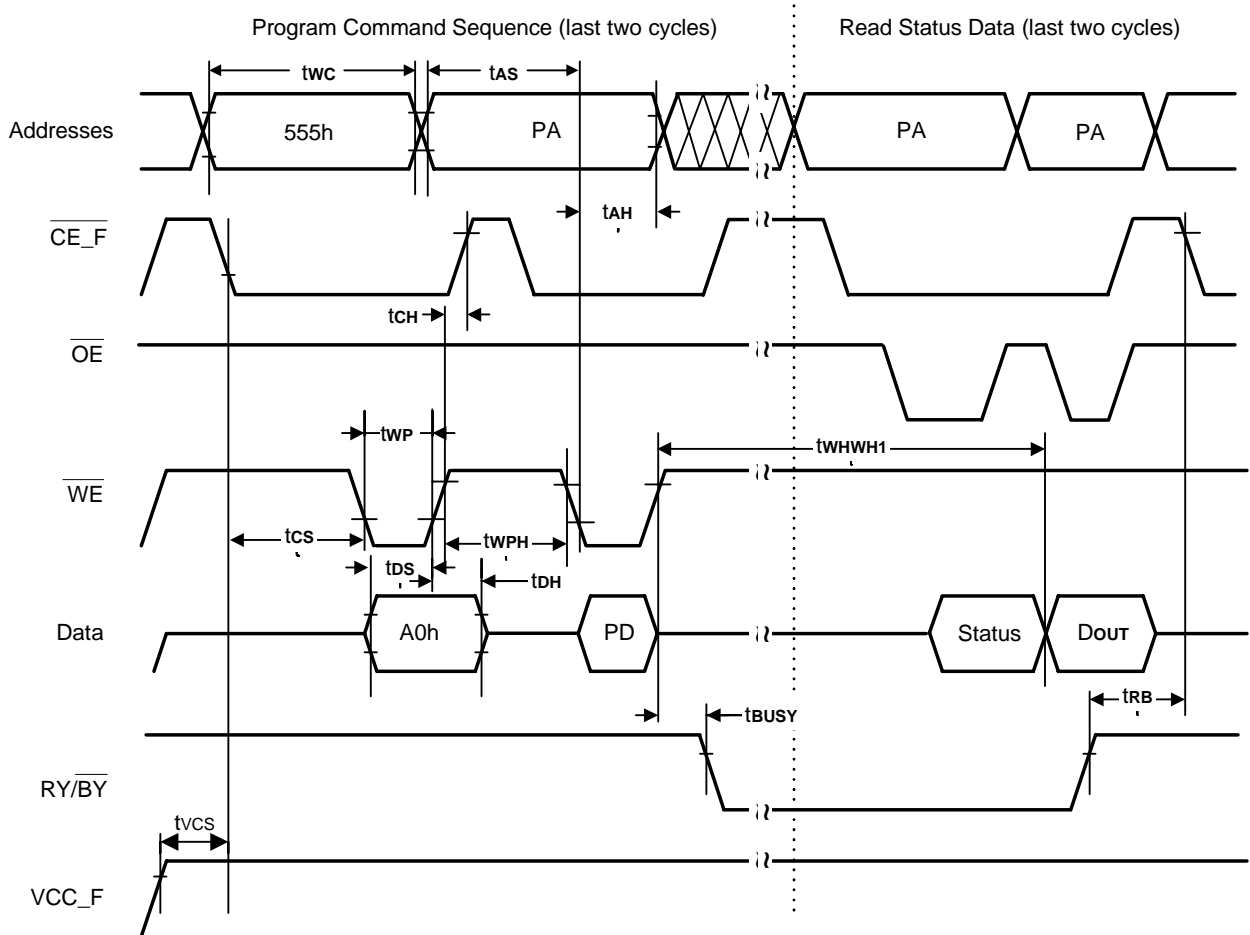 Program Command Sequence (last two cycles)
Read Status Data (last two cycles)
tWC
tAS
Addresses
555h
PA
PA
PA
tAH
CE_F
tCH
OE
tWP
tWHWH1
WE
tCS
tWPH
tDS
tDH
Data
A0h
PD
Status
DOUT
tRB
tBUSY
RY/BY
tVCS
VCC_F